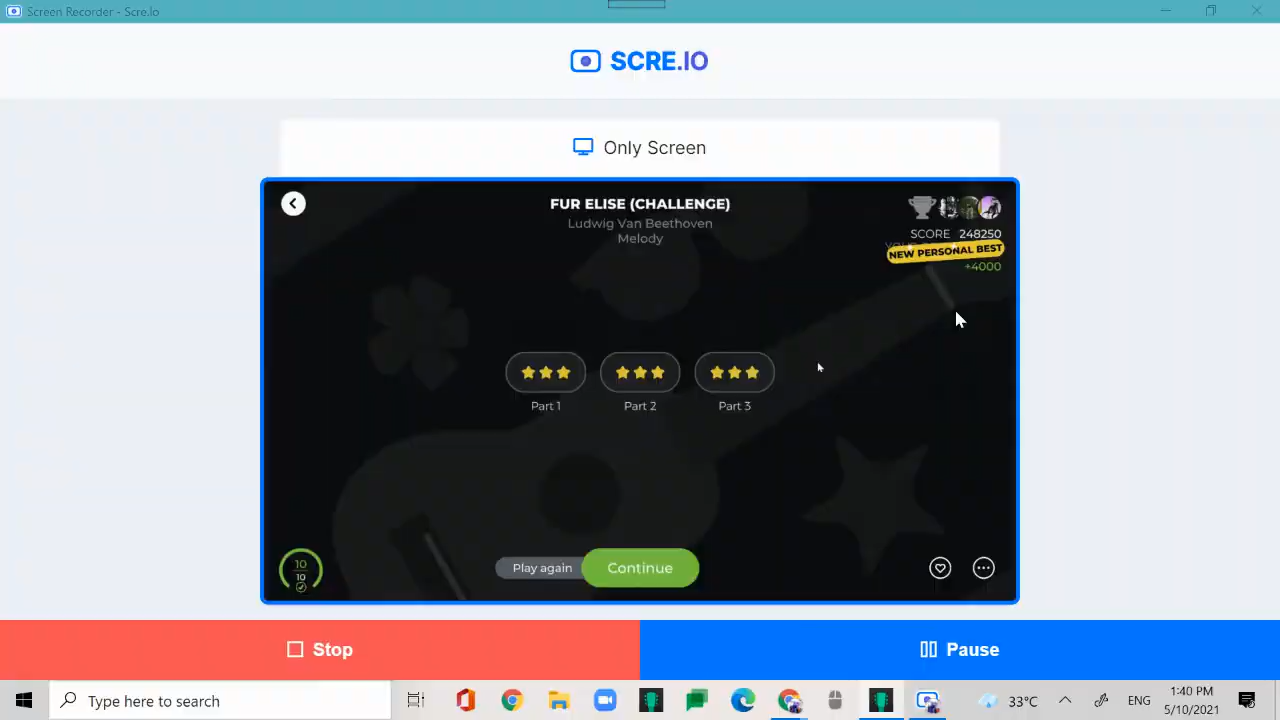 Screen Recorder - Scre.io
SCRE.IO
Only Screen
FUR ELISE (CHALLENGE)
Ludwig Van Beethoven
Melody
SCORE 248250
NEW PERSONAL BEST
+4000
Part 1 Part 2 Part 3
10
10
Play again Continue
Stop Pause
Type here to search
33°C
ENG
1:40 PM
5/10/2021